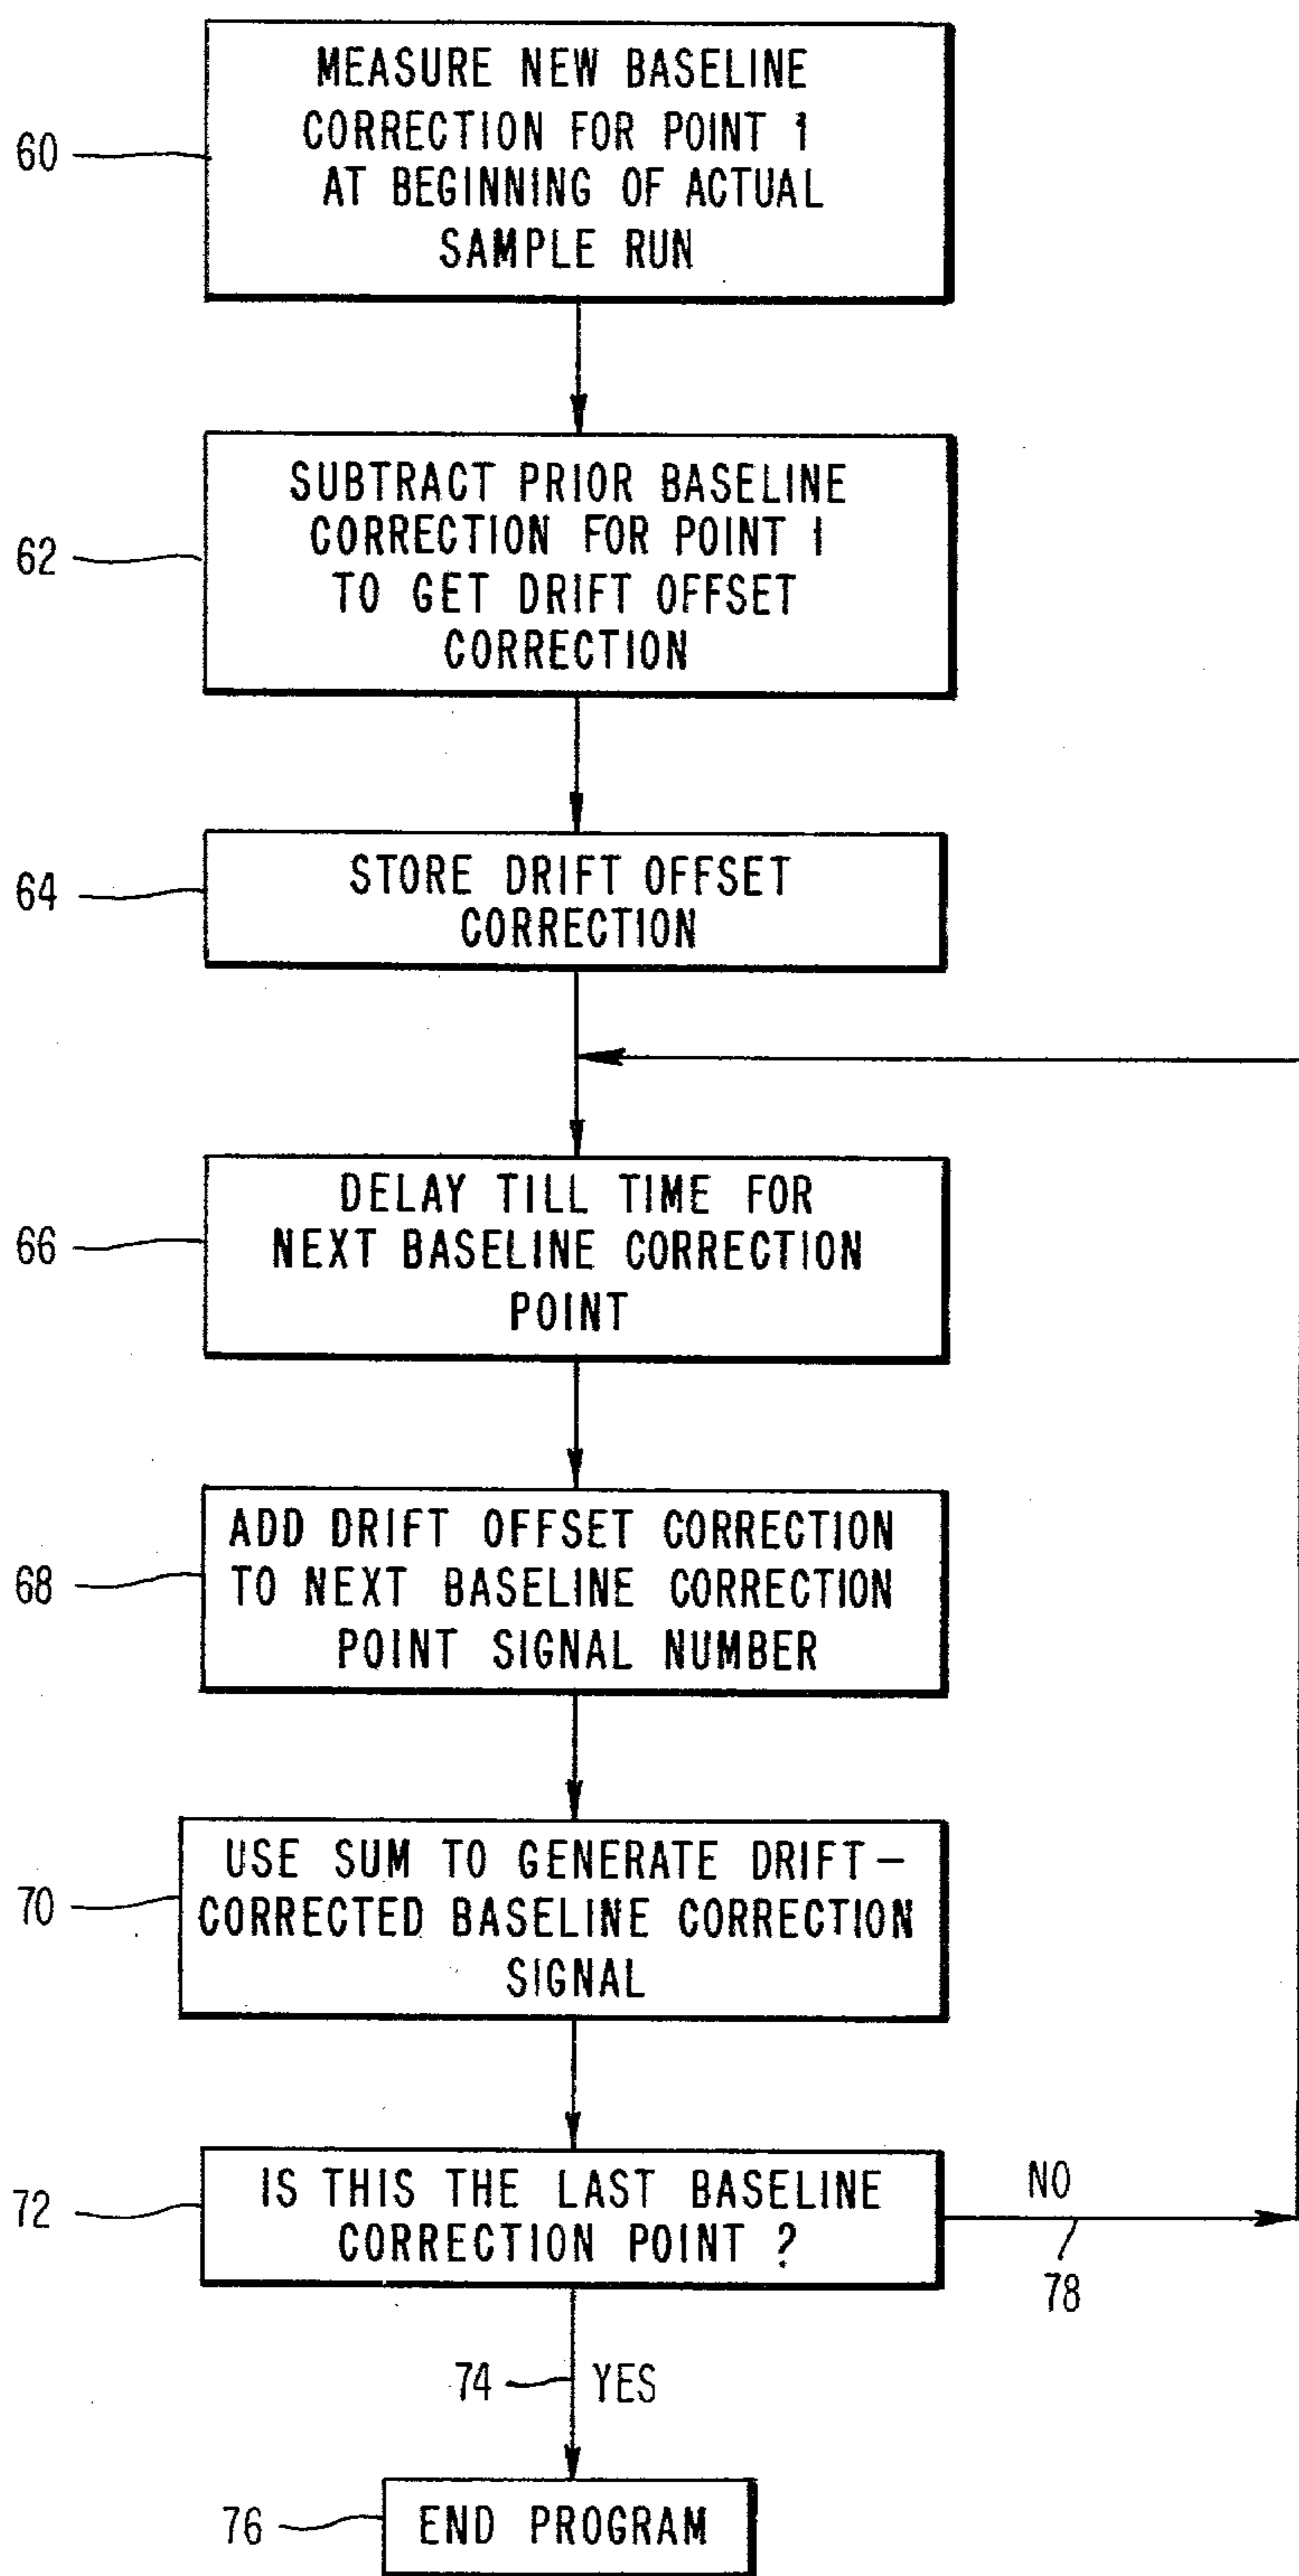 MEASURE NEW BASELINE
CORRECTION FOR POINT 1
AT BEGINNING OF ACTUAL
SAMPLE RUN
60
SUBTRACT PRIOR BASELINE
CORRECTION FOR POINT 1
TO GET DRIFT OFFSET
CORRECTION
62
STORE DRIFT OFFSET
CORRECTION
64
DELAY TILL TIME FOR
NEXT BASELINE CORRECTION
POINT
66
ADD DRIFT OFFSET CORRECTION
TO NEXT BASELINE CORRECTION
POINT SIGNAL NUMBER
68
USE SUM TO GENERATE DRIFT-
CORRECTED BASELINE CORRECTION
SIGNAL
70
IS THIS THE LAST BASELINE
CORRECTION POINT ?
72
NO
78
74
YES
76
END PROGRAM